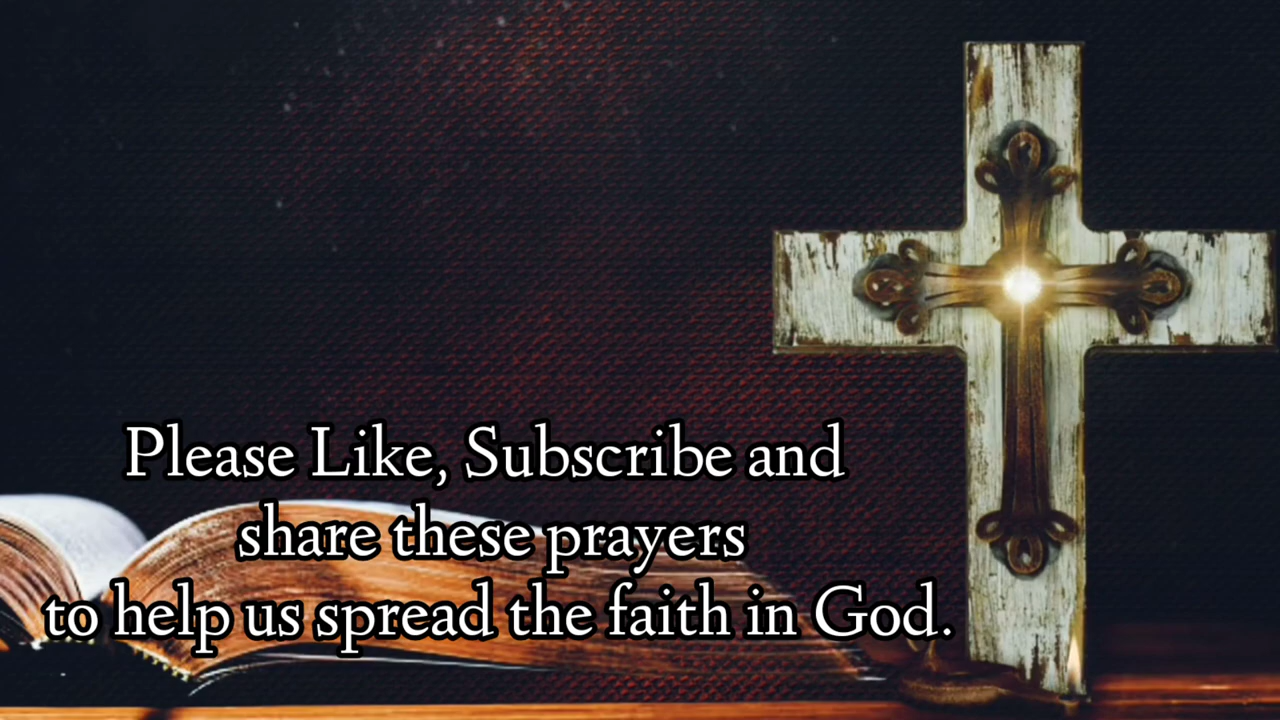 Please Like, Subscribe and
share these prayers
to help us spread the faith in God.